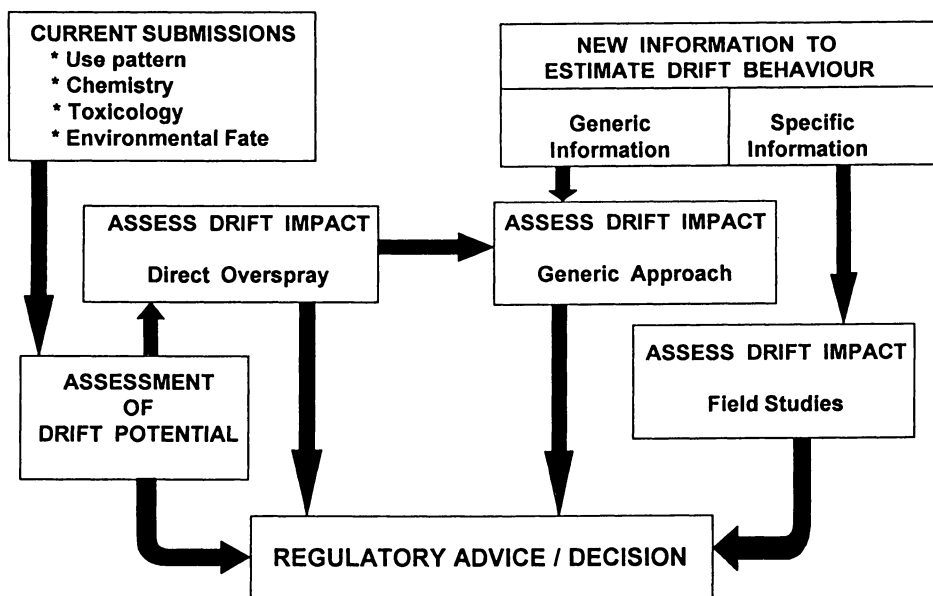 CURRENT SUBMISSIONS
* Use pattern
* Chemistry
* Toxicology
* Environmental Fate
NEW INFORMATION TO
ESTIMATE DRIFT BEHAVIOUR
Generic
Information
Specific
Information
ASSESS DRIFT IMPACT
Direct Overspray
ASSESS DRIFT IMPACT
Generic Approach
ASSESSMENT
OF
DRIFT POTENTIAL
ASSESS DRIFT IMPACT
Field Studies
REGULATORY ADVICE / DECISION